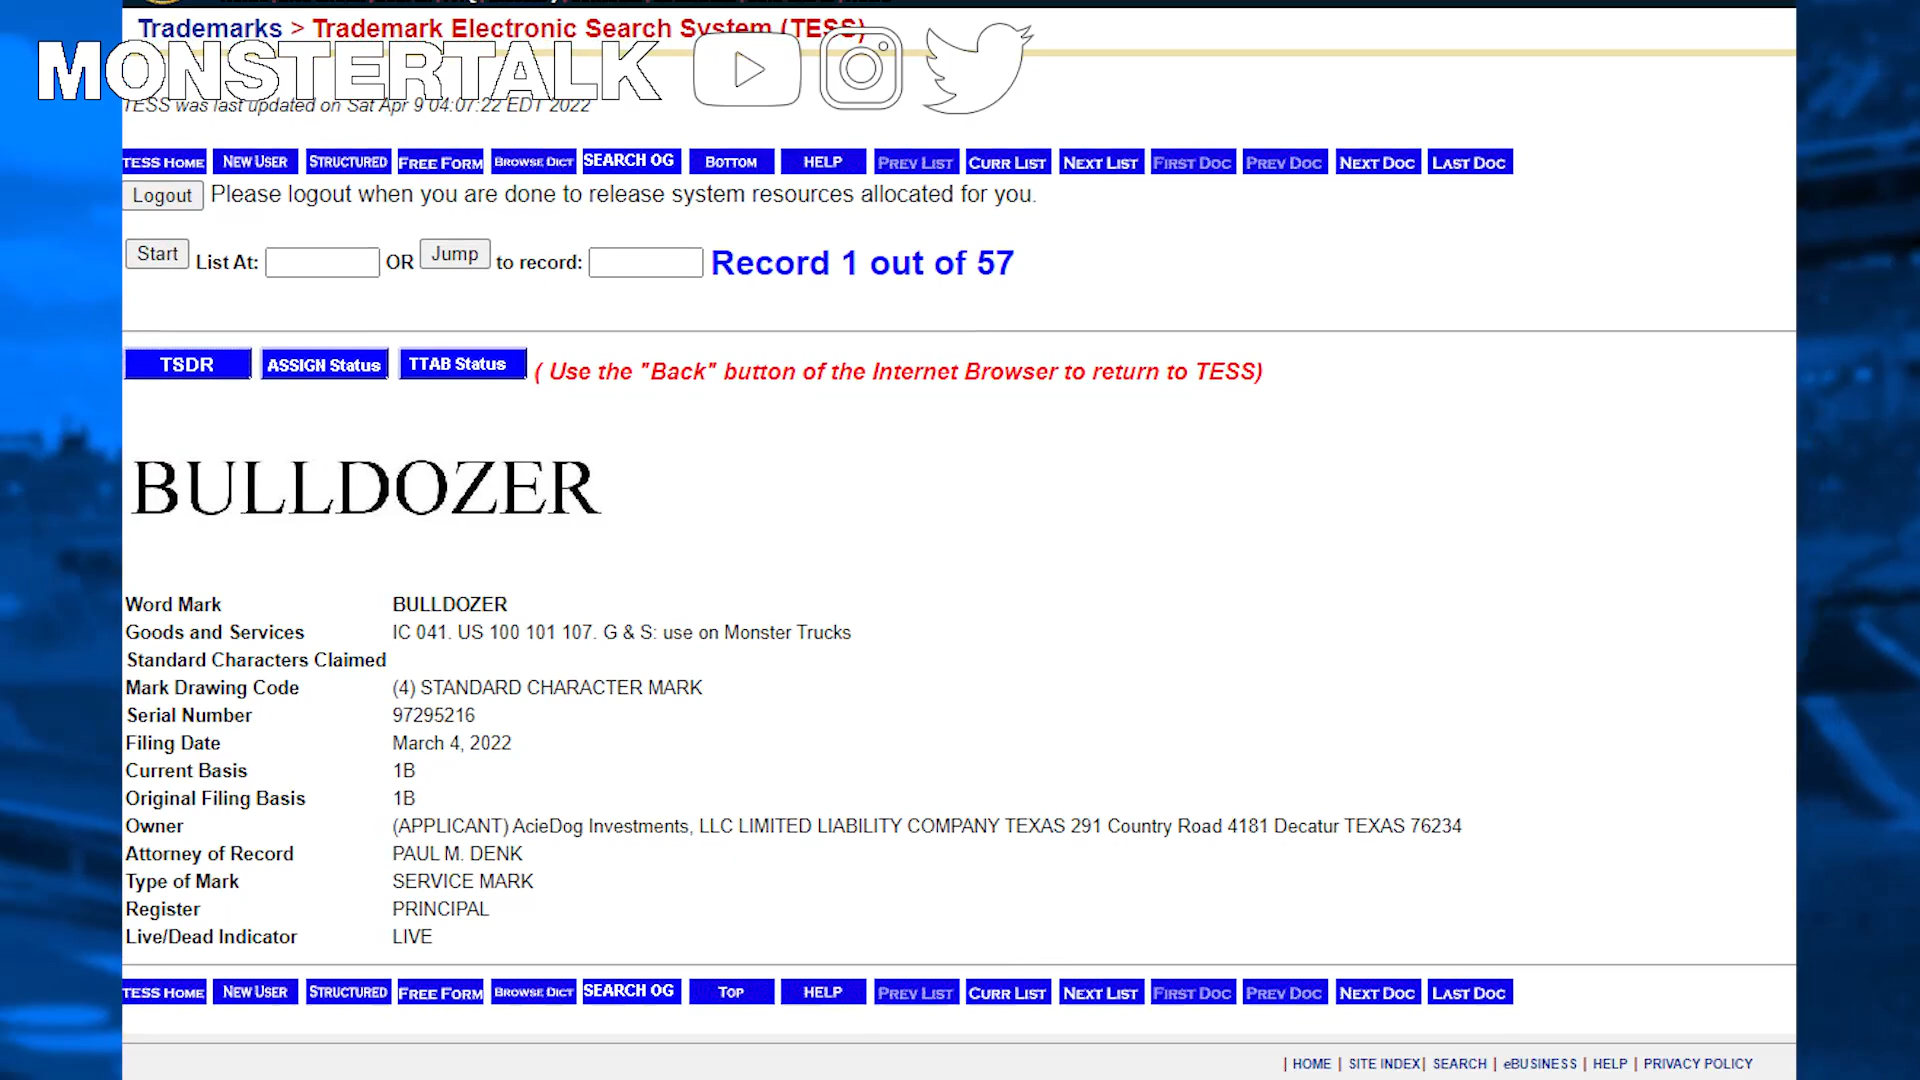 Trademarks > Trademark Electronic Search System (TESS)
MONSTERTALK
TESS was last updated on Sat Apr 9 04:07:22 EDT 2022
TESS HOME NEW USER STRUCTURED FREE FORM BROWSE DICT SEARCH OG BOTTOM HELP PREV LIST CURR LIST NEXT LIST FIRST DOC PREV DOC NEXT DOC LAST DOC
Logout Please logout when you are done to release system resources allocated for you.
Start List At: OR Jump to record: Record 1 out of 57
TSDR ASSIGN Status TTAB Status ( Use the "Back" button of the Internet Browser to return to TESS)
BULLDOZER
Word Mark BULLDOZER
Goods and Services IC 041. US 100 101 107. G & S: use on Monster Trucks
Standard Characters Claimed
Mark Drawing Code (4) STANDARD CHARACTER MARK
Serial Number 97295216
Filing Date March 4, 2022
Current Basis 1B
Original Filing Basis 1B
Owner (APPLICANT) AcieDog Investments, LLC LIMITED LIABILITY COMPANY TEXAS 291 Country Road 4181 Decatur TEXAS 76234
Attorney of Record PAUL M. DENK
Type of Mark SERVICE MARK
Register PRINCIPAL
Live/Dead Indicator LIVE
TESS HOME NEW USER STRUCTURED FREE FORM BROWSE DICT SEARCH OG TOP HELP PREV LIST CURR LIST NEXT LIST FIRST DOC PREV DOC NEXT DOC LAST DOC
| HOME | SITE INDEX| SEARCH | eBUSINESS | HELP | PRIVACY POLICY